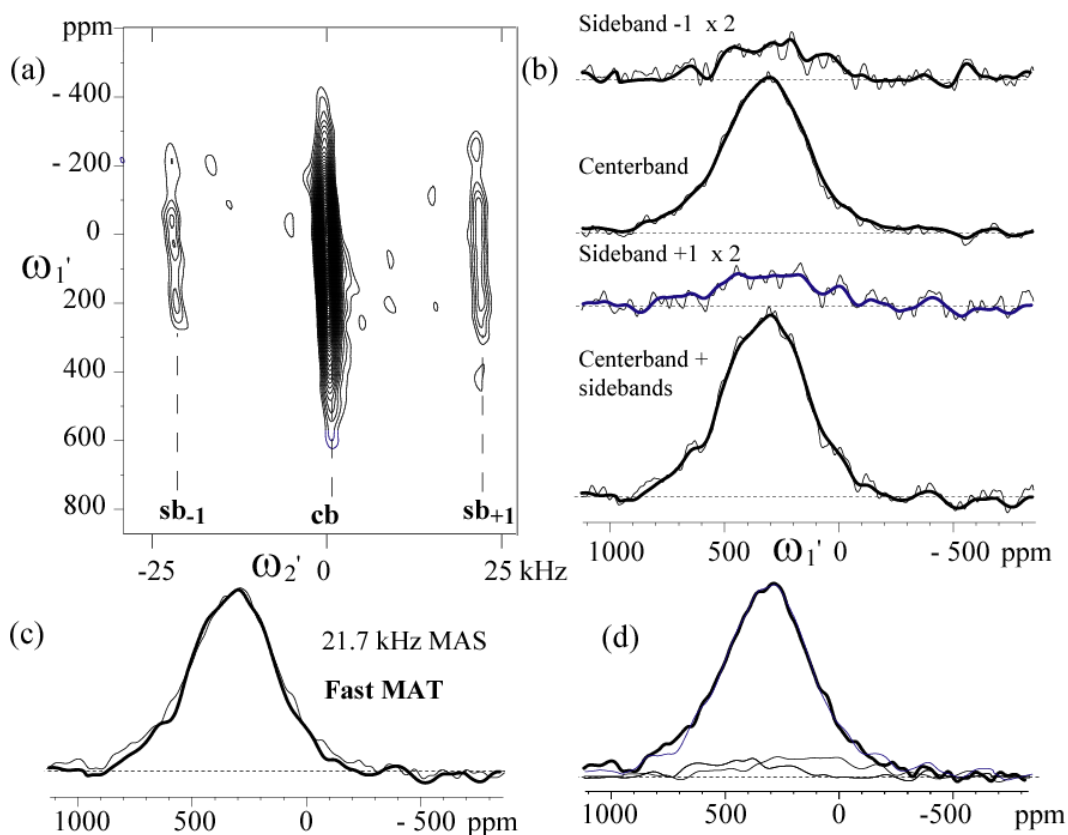 (a)
ppm
- 400
- 200
0
ω1'
200
400
600
800
sb-1
cb
sb+1
-25
ω2'
0
25 kHz
(b)
Sideband -1 x 2
Centerband
Sideband +1 x 2
Centerband +
sidebands
1000
500
ω1'
0
- 500
ppm
(c)
21.7 kHz MAS
Fast MAT
1000
500
0
- 500
ppm
(d)
1000
500
0
- 500
ppm